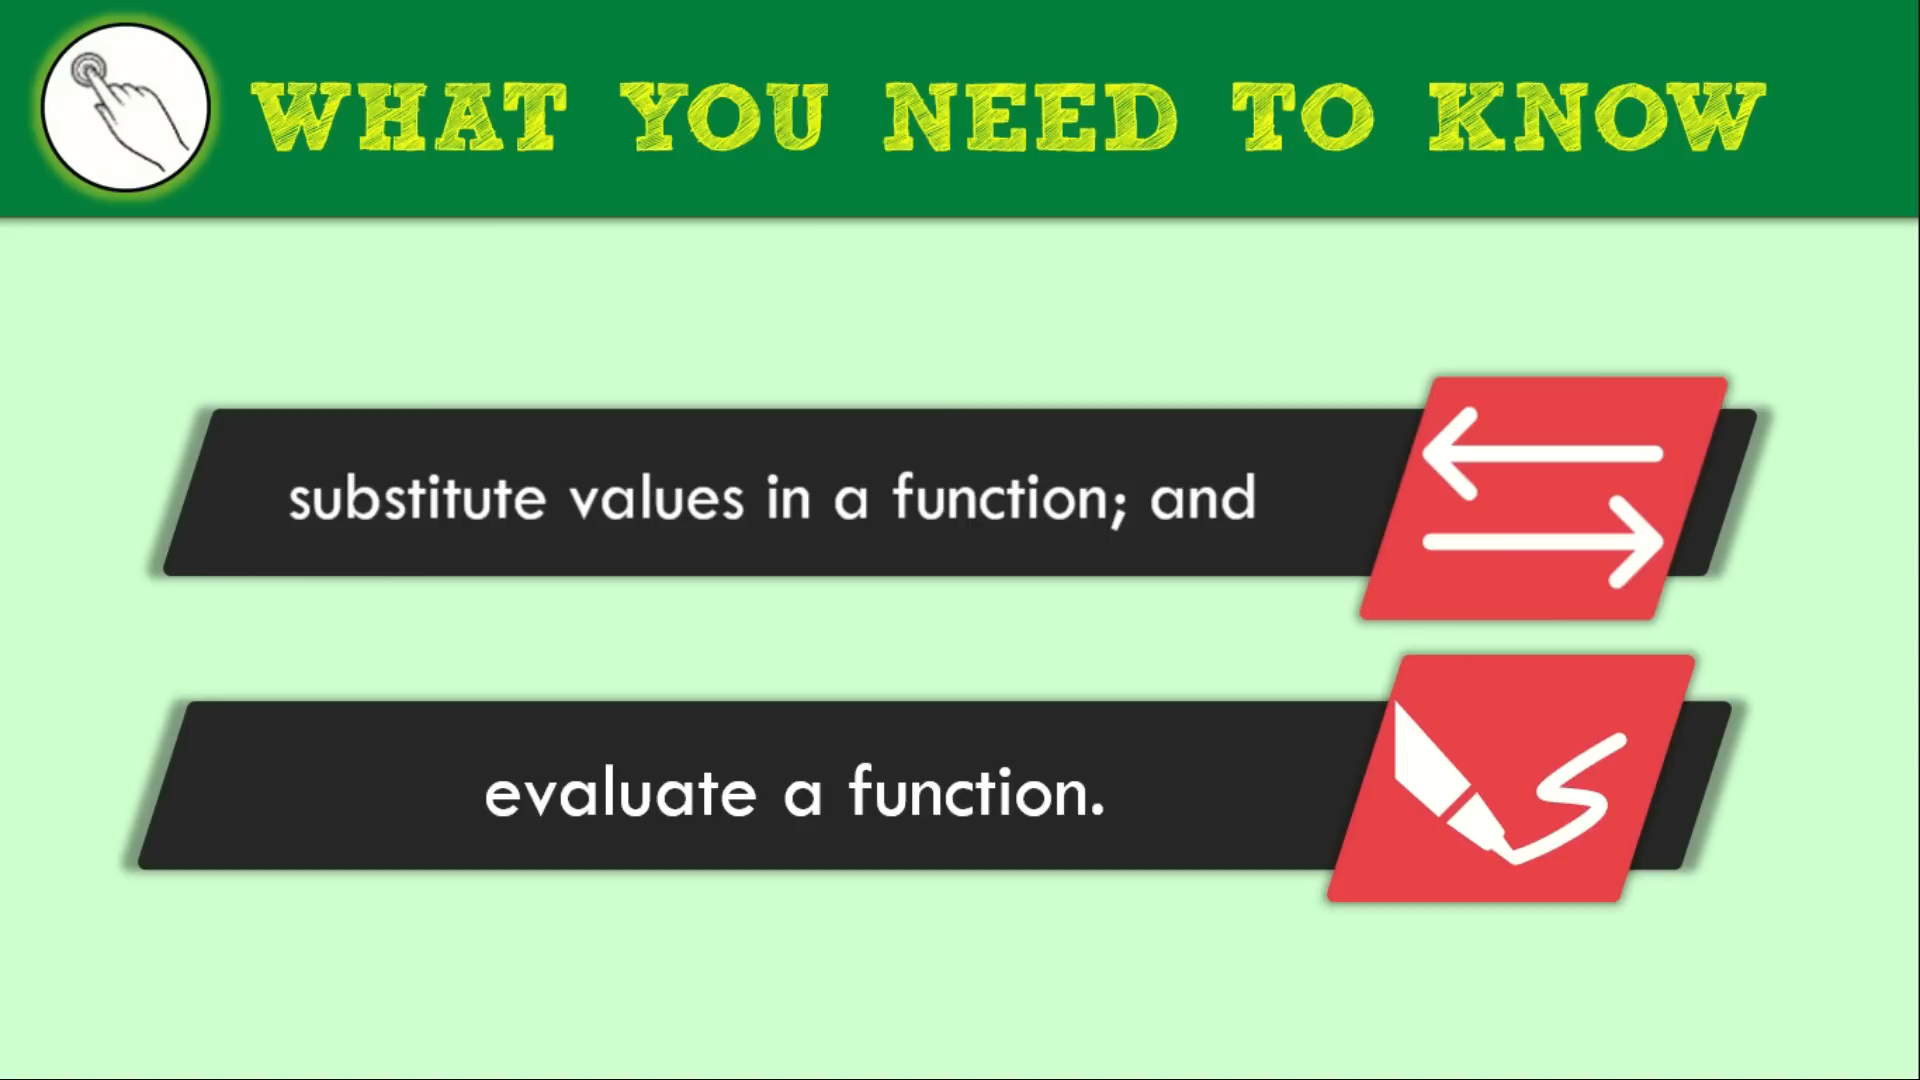 WHAT YOU NEED TO KNOW
substitute values in a function; and
evaluate a function.